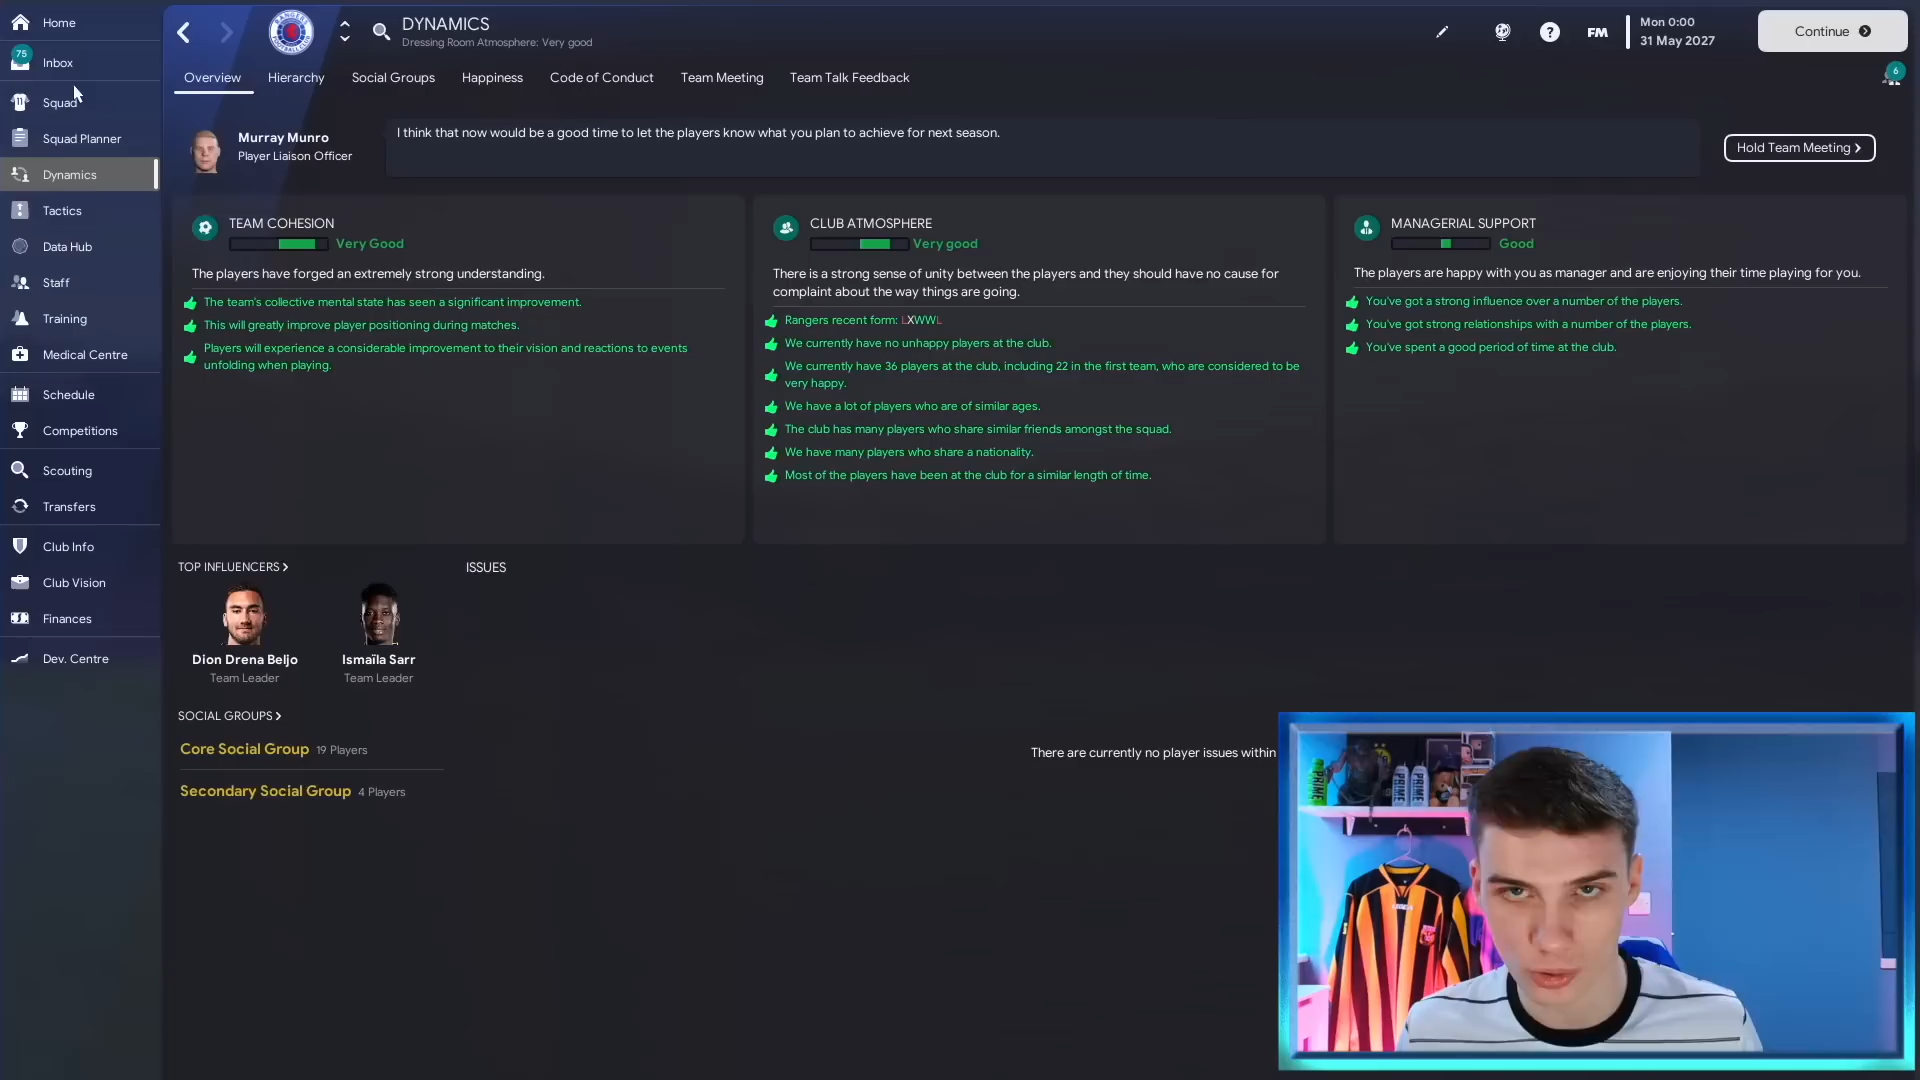 Home
75
Inbox
Squad
Squad Planner
Dynamics
Tactics
Data Hub
Staff
Training
Medical Centre
Schedule
Competitions
Scouting
Transfers
Club Info
Club Vision
Finances
Dev. Centre
DYNAMICS
Dressing Room Atmosphere: Very good
FM
Mon 0:00
31 May 2027
Continue
Overview Hierarchy Social Groups Happiness Code of Conduct Team Meeting Team Talk Feedback
6
Murray Munro
Player Liaison Officer
I think that now would be a good time to let the players know what you plan to achieve for next season.
Hold Team Meeting
TEAM COHESION
Very Good
The players have forged an extremely strong understanding.
The team's collective mental state has seen a significant improvement.
This will greatly improve player positioning during matches.
Players will experience a considerable improvement to their vision and reactions to events
unfolding when playing.
CLUB ATMOSPHERE
Very good
There is a strong sense of unity between the players and they should have no cause for
complaint about the way things are going.
Rangers recent form: LXWWL
We currently have no unhappy players at the club.
We currently have 36 players at the club, including 22 in the first team, who are considered to be
very happy.
We have a lot of players who are of similar ages.
The club has many players who share similar friends amongst the squad.
We have many players who share a nationality.
Most of the players have been at the club for a similar length of time.
MANAGERIAL SUPPORT
Good
The players are happy with you as manager and are enjoying their time playing for you.
You've got a strong influence over a number of the players.
You've got strong relationships with a number of the players.
You've spent a good period of time at the club.
TOP INFLUENCERS
Dion Drena Beljo
Team Leader
Ismaïla Sarr
Team Leader
ISSUES
SOCIAL GROUPS
Core Social Group 19 Players
Secondary Social Group 4 Players
There are currently no player issues within
PRIME
PRIME
PRIME